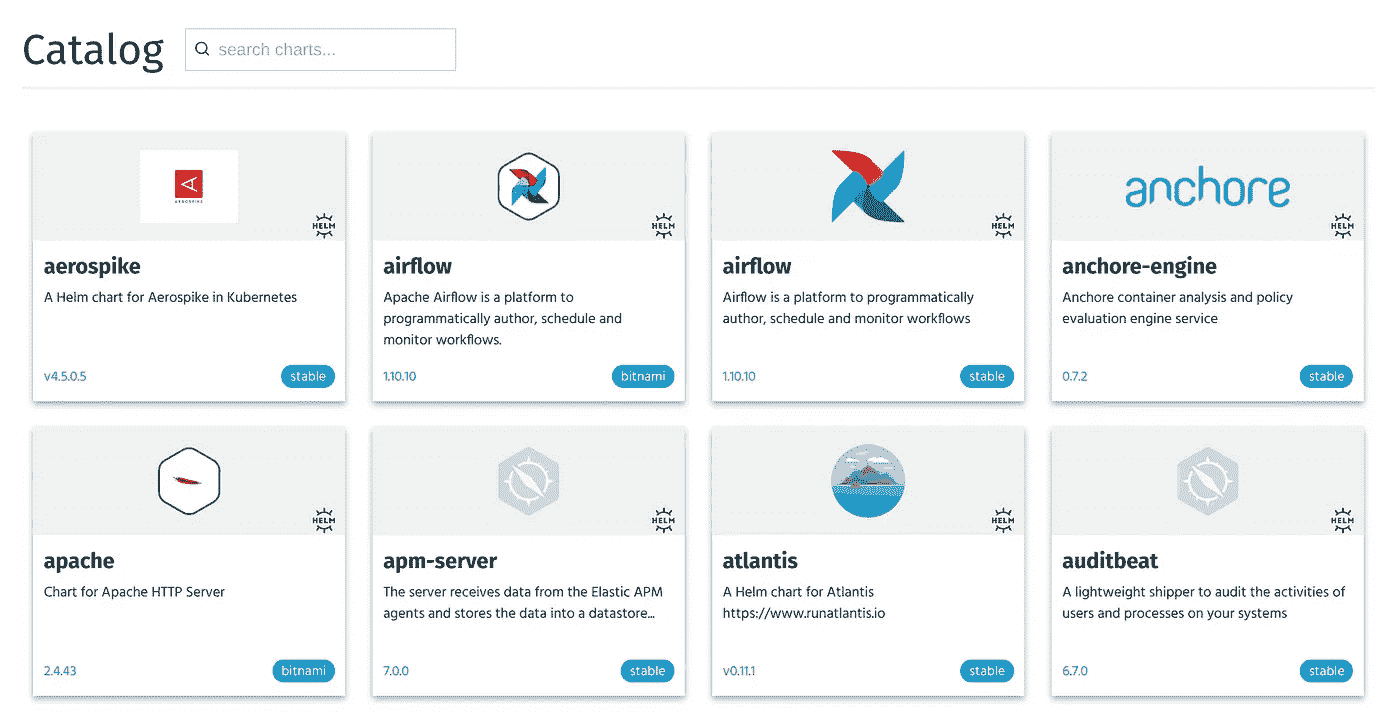 Catalog
search charts...
AEROSPIKE
HELM
aerospike
A Helm chart for Aerospike in Kubernetes
v4.5.0.5
stable
HELM
airflow
Apache Airflow is a platform to
programmatically author, schedule and
monitor workflows.
1.10.10
bitnami
HELM
airflow
Airflow is a platform to programmatically
author, schedule and monitor workflows
1.10.10
stable
anchore
HELM
anchore-engine
Anchore container analysis and policy
evaluation engine service
0.7.2
stable
HELM
apache
Chart for Apache HTTP Server
2.4.43
bitnami
HELM
apm-server
The server receives data from the Elastic APM
agents and stores the data into a datastore...
7.0.0
stable
HELM
atlantis
A Helm chart for Atlantis
https://www.runatlantis.io
v0.11.1
stable
HELM
auditbeat
A lightweight shipper to audit the activities of
users and processes on your systems
6.7.0
stable